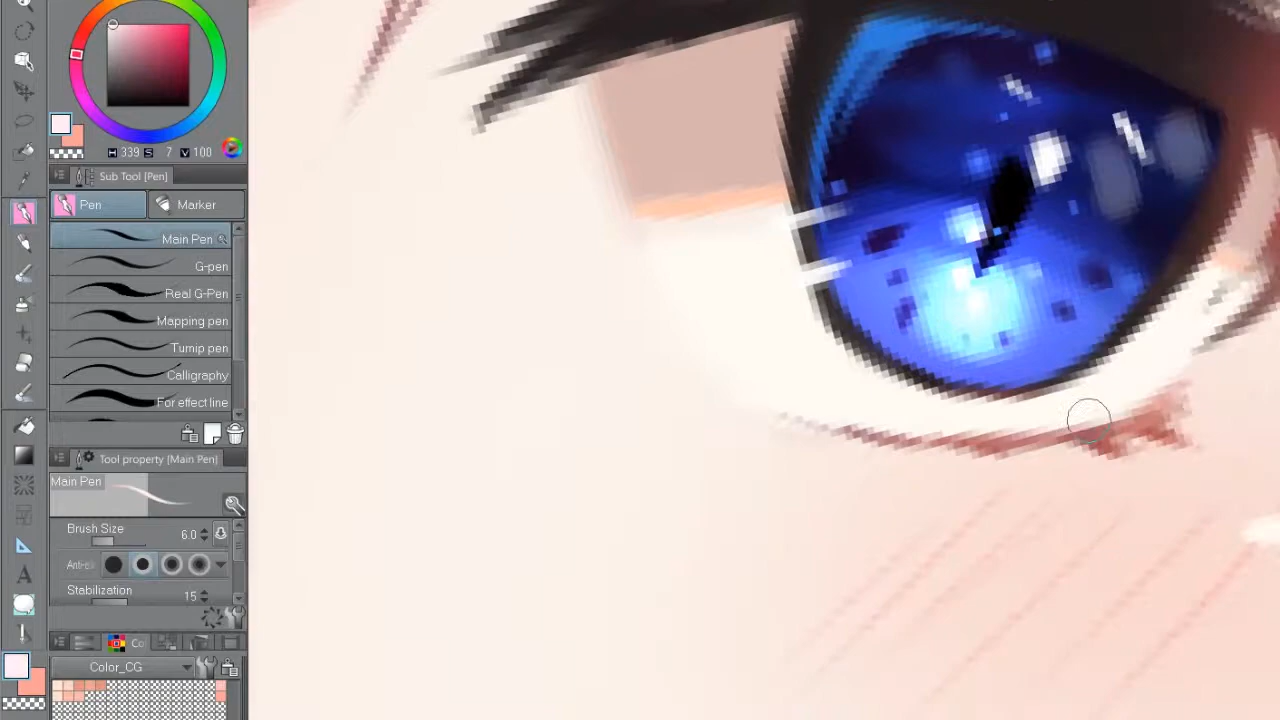 H 339 S 7 V 100
Sub Tool [Pen]
Pen
Marker
Main Pen
G-pen
Real G-Pen
Mapping pen
Turnip pen
Calligraphy
For effect line
Tool property [Main Pen]
Main Pen
Brush Size
6.0
Stabilization
15
Co
Color_CG
A